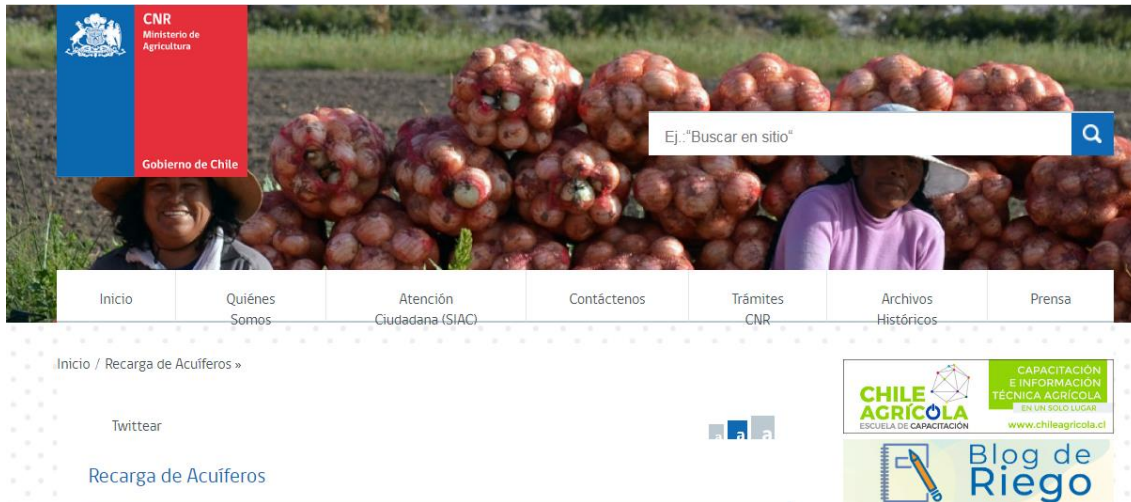 CNR
Ministerio de
Agricultura
Gobierno de Chile
Ej.:"Buscar en sitio"
Inicio
Quiénes
Somos
Atención
Ciudadana (SIAC)
Contáctenos
Trámites
CNR
Archivos
Históricos
Prensa
Inicio / Recarga de Acuíferos »
Twittear
a a a
Recarga de Acuíferos
CHILE
AGRÍCOLA
ESCUELA DE CAPACITACIÓN
CAPACITACIÓN
E INFORMACIÓN
TÉCNICA AGRÍCOLA
EN UN SOLO LUGAR
www.chileagricola.cl
Blog de
Riego